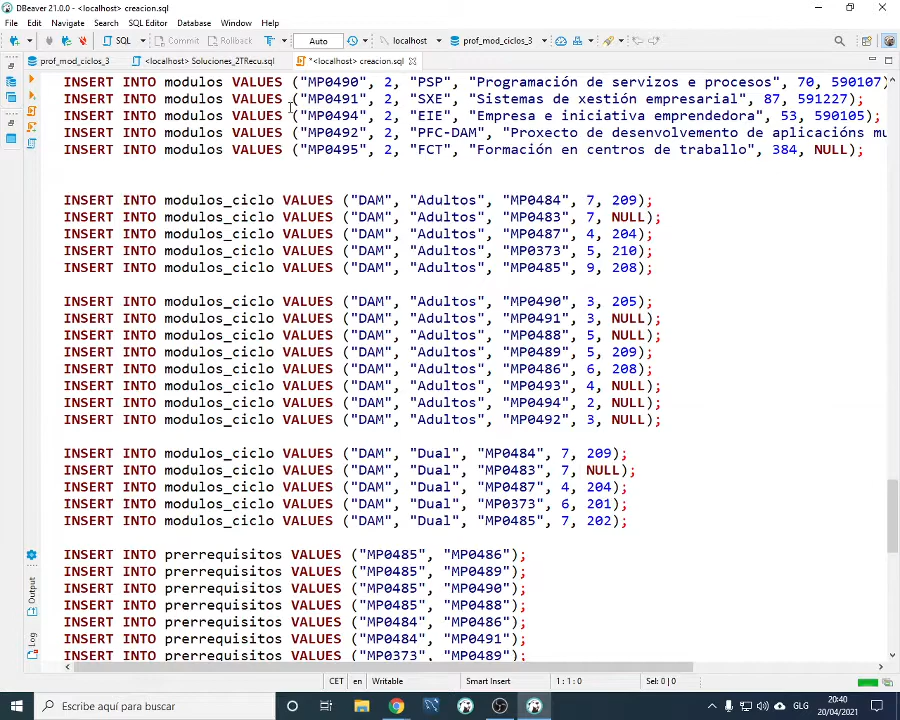 DBeaver 21.0.0 - <localhost> creacion.sql
File Edit Navigate Search SQL Editor Database Window Help
SQL Commit Rollback Auto localhost prof_mod_ciclos_3
prof_mod_ciclos_3 <localhost> Soluciones_2TRecu.sql *<localhost> creacion.sql
INSERT INTO modulos VALUES ("MP0490", 2, "PSP", "Programación de servizos e procesos", 70, 590107)
INSERT INTO modulos VALUES ("MP0491", 2, "SXE", "Sistemas de xestión empresarial", 87, 591227);
INSERT INTO modulos VALUES ("MP0494", 2, "EIE", "Empresa e iniciativa emprendedora", 53, 590105);
INSERT INTO modulos VALUES ("MP0492", 2, "PFC-DAM", "Proxecto de desenvolvemento de aplicacións mu
INSERT INTO modulos VALUES ("MP0495", 2, "FCT", "Formación en centros de traballo", 384, NULL);
INSERT INTO modulos_ciclo VALUES ("DAM", "Adultos", "MP0484", 7, 209);
INSERT INTO modulos_ciclo VALUES ("DAM", "Adultos", "MP0483", 7, NULL);
INSERT INTO modulos_ciclo VALUES ("DAM", "Adultos", "MP0487", 4, 204);
INSERT INTO modulos_ciclo VALUES ("DAM", "Adultos", "MP0373", 5, 210);
INSERT INTO modulos_ciclo VALUES ("DAM", "Adultos", "MP0485", 9, 208);
INSERT INTO modulos_ciclo VALUES ("DAM", "Adultos", "MP0490", 3, 205);
INSERT INTO modulos_ciclo VALUES ("DAM", "Adultos", "MP0491", 3, NULL);
INSERT INTO modulos_ciclo VALUES ("DAM", "Adultos", "MP0488", 5, NULL);
INSERT INTO modulos_ciclo VALUES ("DAM", "Adultos", "MP0489", 5, 209);
INSERT INTO modulos_ciclo VALUES ("DAM", "Adultos", "MP0486", 6, 208);
INSERT INTO modulos_ciclo VALUES ("DAM", "Adultos", "MP0493", 4, NULL);
INSERT INTO modulos_ciclo VALUES ("DAM", "Adultos", "MP0494", 2, NULL);
INSERT INTO modulos_ciclo VALUES ("DAM", "Adultos", "MP0492", 3, NULL);
INSERT INTO modulos_ciclo VALUES ("DAM", "Dual", "MP0484", 7, 209);
INSERT INTO modulos_ciclo VALUES ("DAM", "Dual", "MP0483", 7, NULL);
INSERT INTO modulos_ciclo VALUES ("DAM", "Dual", "MP0487", 4, 204);
INSERT INTO modulos_ciclo VALUES ("DAM", "Dual", "MP0373", 6, 201);
INSERT INTO modulos_ciclo VALUES ("DAM", "Dual", "MP0485", 7, 202);
INSERT INTO prerrequisitos VALUES ("MP0485", "MP0486");
INSERT INTO prerrequisitos VALUES ("MP0485", "MP0489");
INSERT INTO prerrequisitos VALUES ("MP0485", "MP0490");
INSERT INTO prerrequisitos VALUES ("MP0485", "MP0488");
INSERT INTO prerrequisitos VALUES ("MP0484", "MP0486");
INSERT INTO prerrequisitos VALUES ("MP0484", "MP0491");
INSERT INTO prerrequisitos VALUES ("MP0373", "MP0489");
Output
Log
CET en Writable Smart Insert 1 : 1 : 0 Sel: 0 | 0
Escribe aquí para buscar
GLG
20:40
20/04/2021